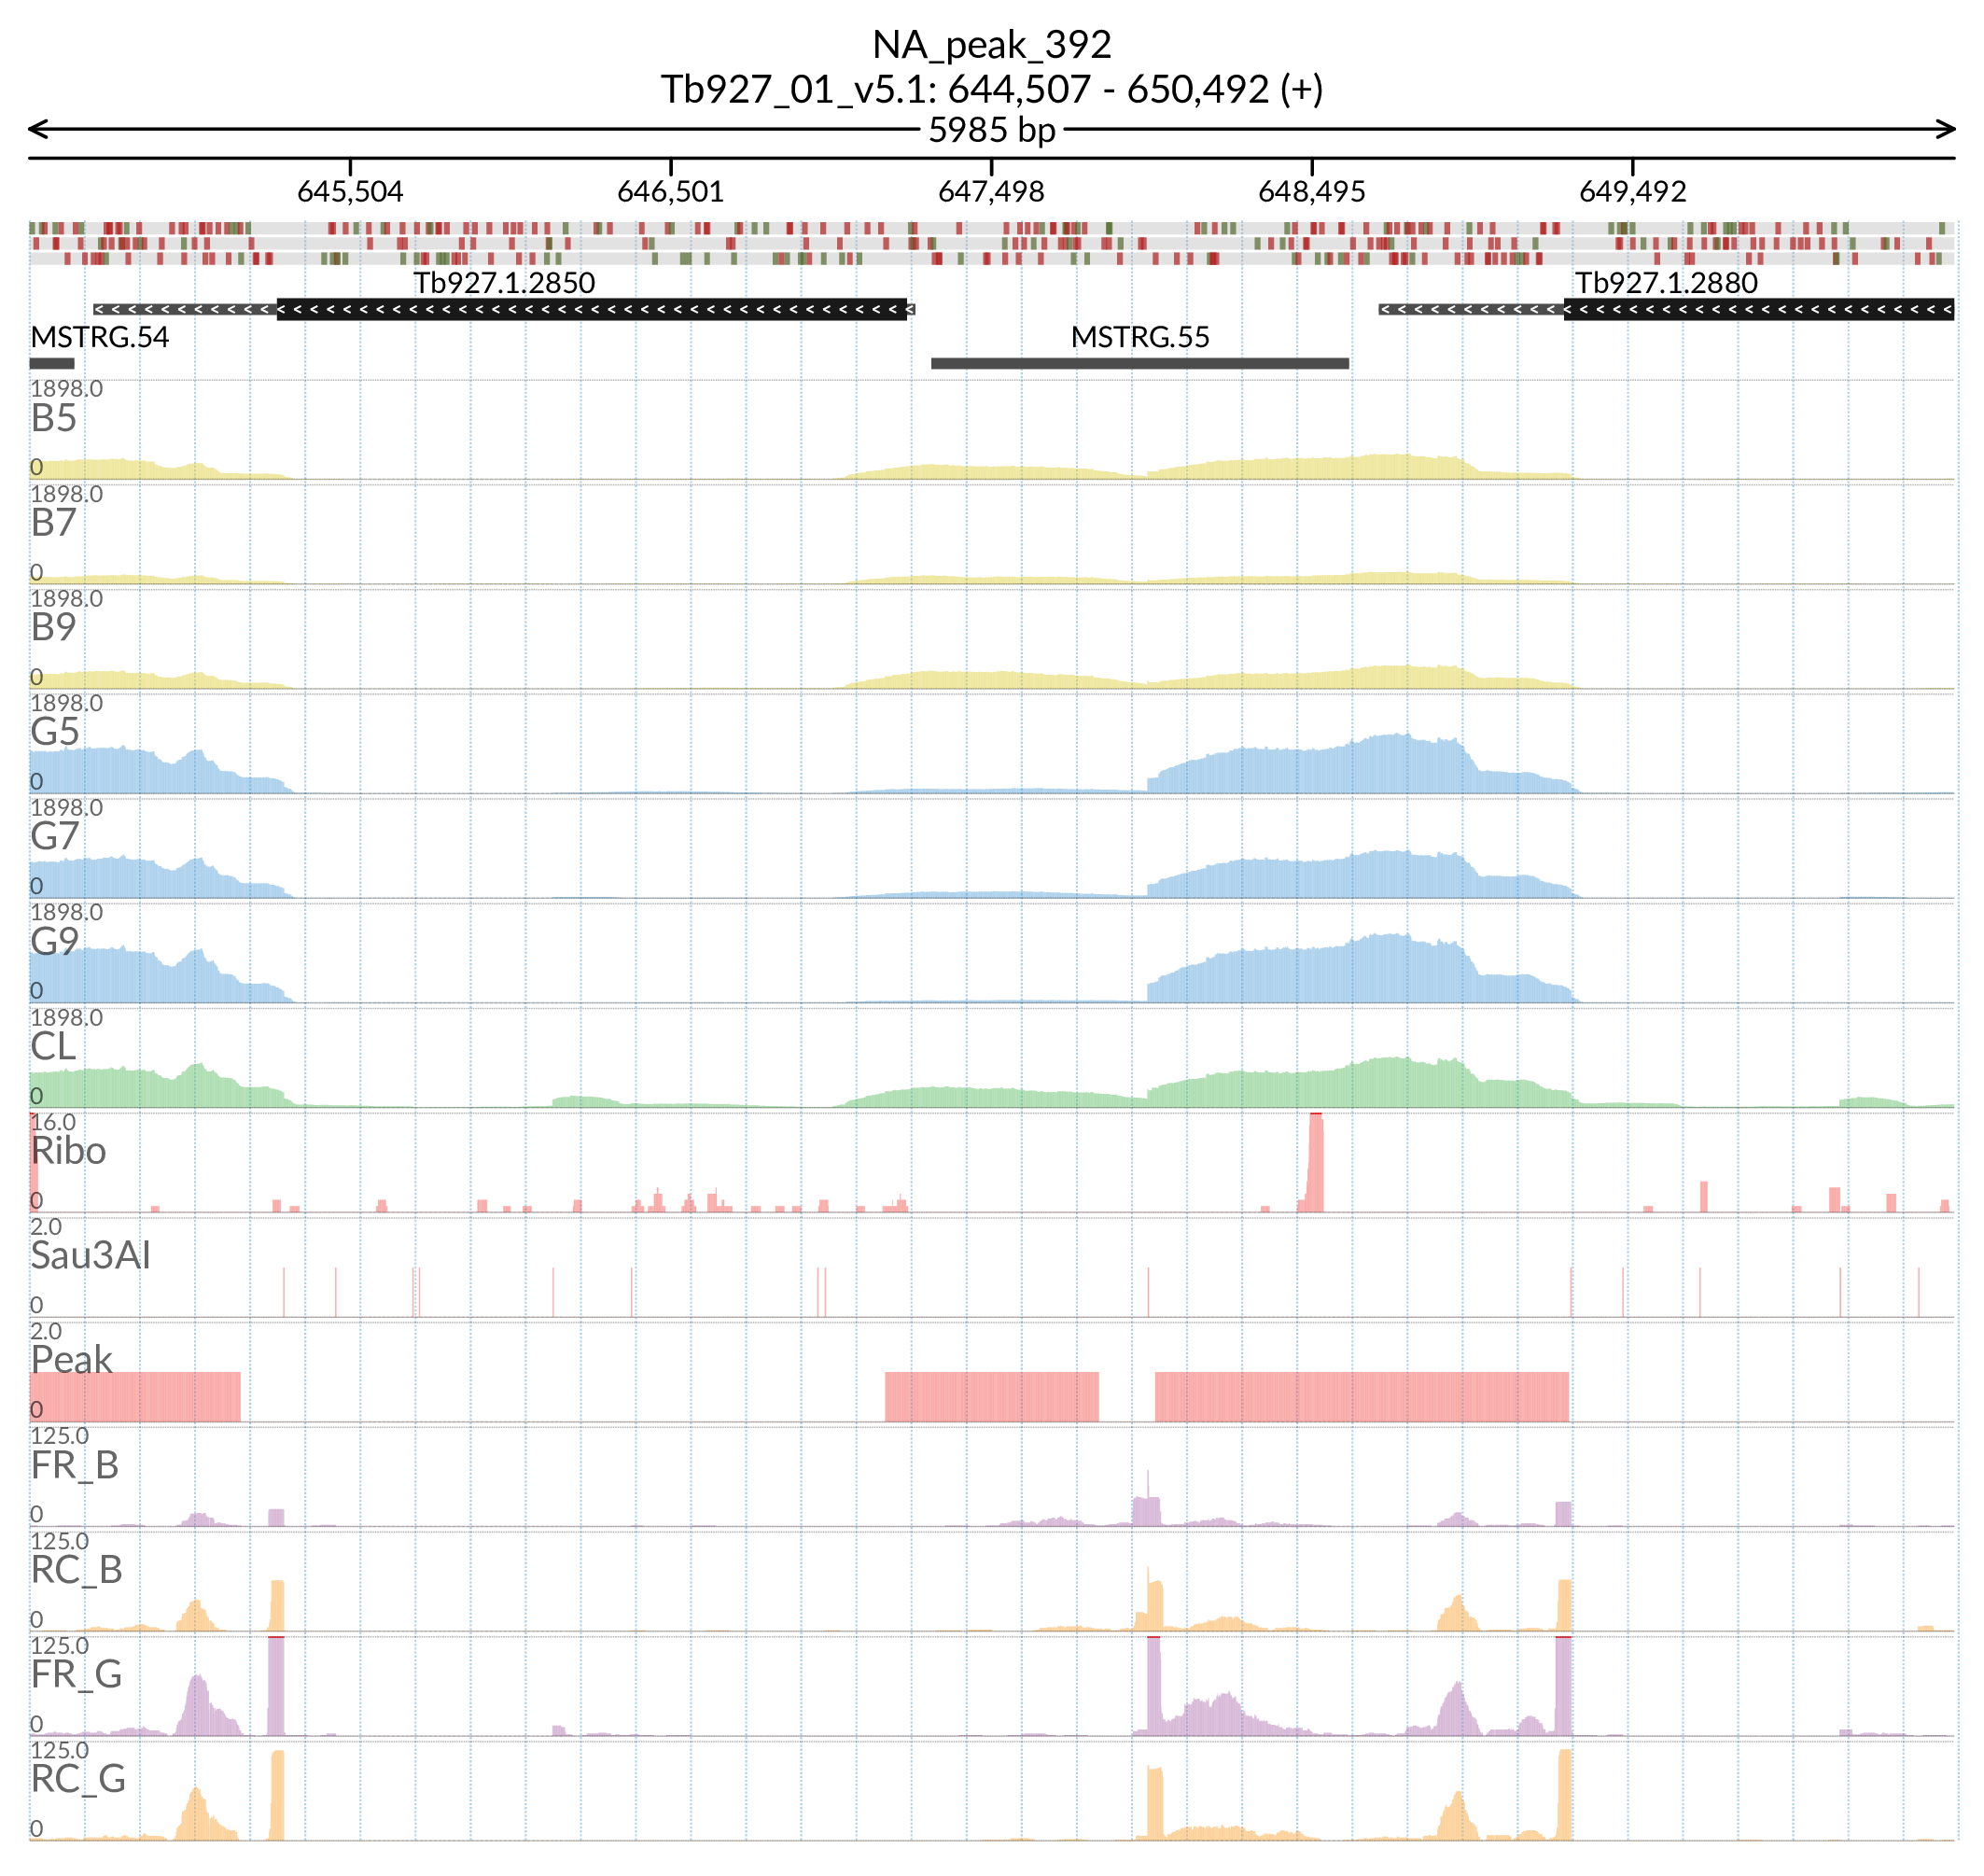 NA_peak_392
Tb927_01_v5.1: 644,507 - 650,492 (+)
5985 bp
645,504 646,501 647,498 648,495 649,492
Tb927.1.2850 Tb927.1.2880
MSTRG.54 MSTRG.55
1898.0
B5
0
1898.0
B7
0
1898.0
B9
0
1898.0
G5
0
1898.0
G7
0
1898.0
G9
0
1898.0
CL
0
16.0
Ribo
0
2.0
Sau3AI
0
2.0
Peak
0
125.0
FR_B
0
125.0
RC_B
0
125.0
FR_G
0
125.0
RC_G
0